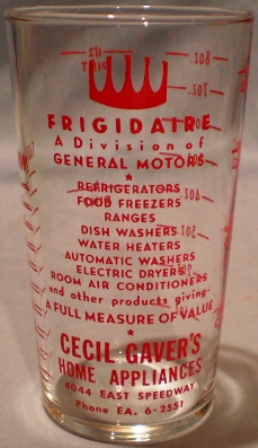 FRIGIDAIRE
A Division of
GENERAL MOTORS
REFRIGERATORS
FOOD FREEZERS
RANGES
DISH WASHERS
WATER HEATERS
AUTOMATIC WASHERS
ELECTRIC DRYERS
ROOM AIR CONDITIONERS
and other products giving-
A FULL MEASURE OF VALUE
CECIL GAVER'S
HOME APPLIANCES
4044 EAST SPEEDWAY
Phone EA. 6-2551